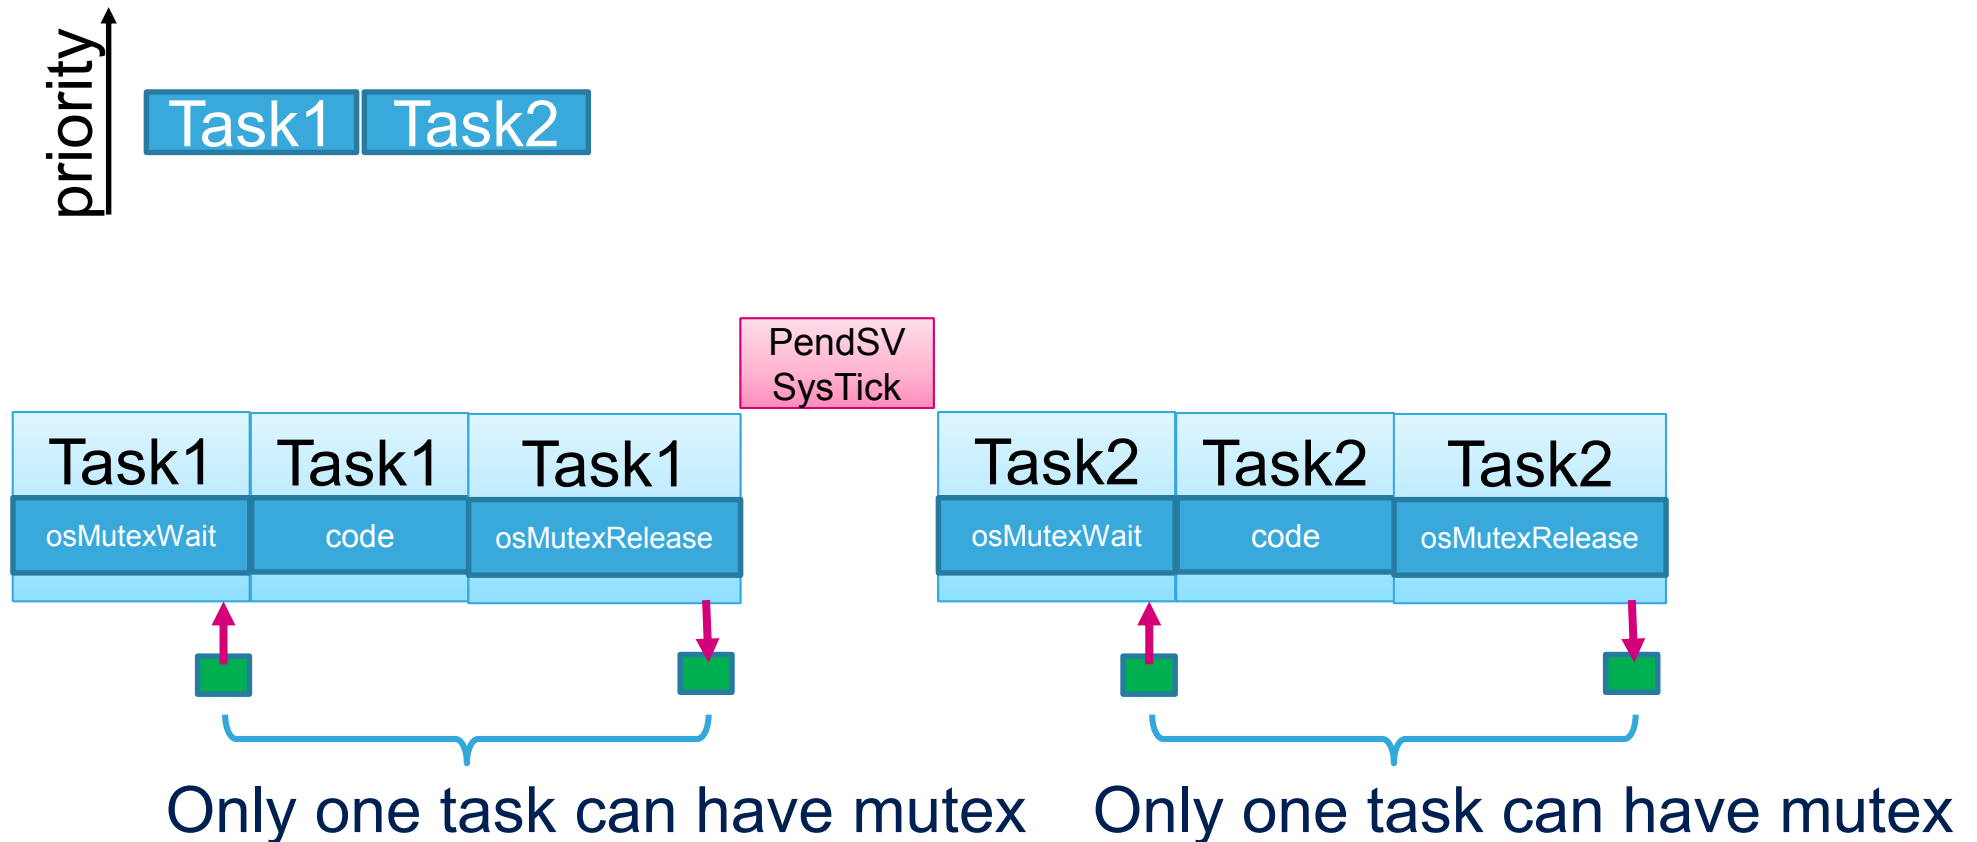 priority
Task1 Task2
PendSV
SysTick
Task1 Task1 Task1 Task2 Task2 Task2
osMutexWait code osMutexRelease osMutexWait code osMutexRelease
Only one task can have mutex Only one task can have mutex